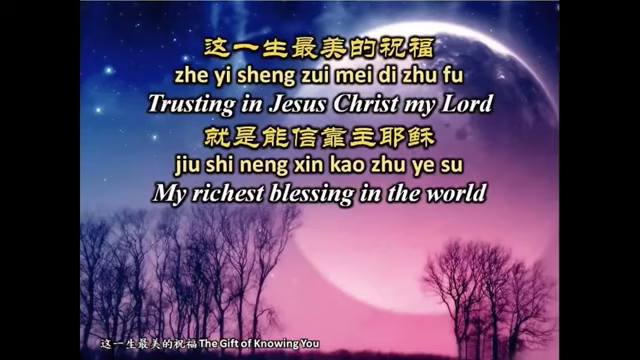 这一生最美的祝福
zhe yi sheng zui mei di zhu fu
Trusting in Jesus Christ my Lord
就是能信靠主耶稣
jiu shi neng xin kao zhu ye su
My richest blessing in the world
这一生最美的祝福 The Gift of Knowing You